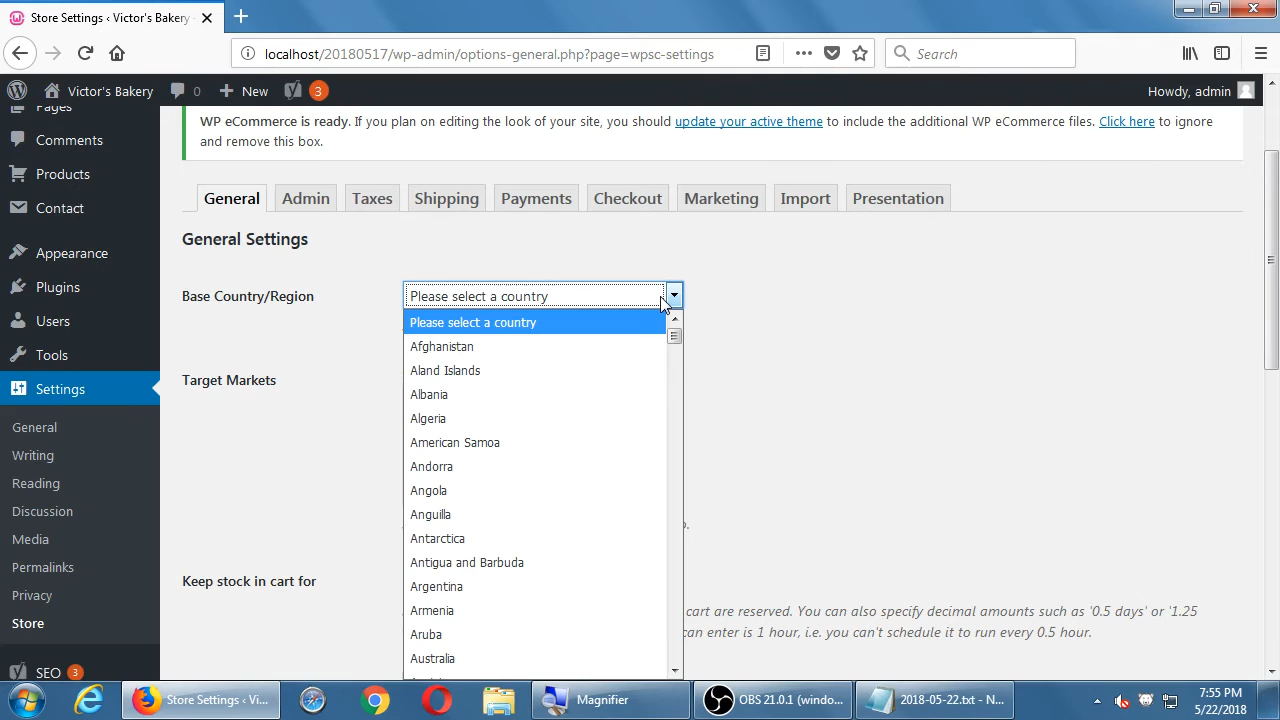 Store Settings ‹ Victor's Bakery
localhost/20180517/wp-admin/options-general.php?page=wpsc-settings
Search
Victor's Bakery
0
New
3
Howdy, admin
Pages
Comments
Products
Contact
Appearance
Plugins
Users
Tools
Settings
General
Writing
Reading
Discussion
Media
Permalinks
Privacy
Store
SEO 3
WP eCommerce is ready. If you plan on editing the look of your site, you should update your active theme to include the additional WP eCommerce files. Click here to ignore
and remove this box.
General Admin Taxes Shipping Payments Checkout Marketing Import Presentation
General Settings
Base Country/Region
Please select a country
Please select a country
Afghanistan
Aland Islands
Albania
Algeria
American Samoa
Andorra
Angola
Anguilla
Antarctica
Antigua and Barbuda
Argentina
Armenia
Aruba
Australia
Target Markets
Keep stock in cart for
cart are reserved. You can also specify decimal amounts such as '0.5 days' or '1.25
can enter is 1 hour, i.e. you can't schedule it to run every 0.5 hour.
Store Settings ‹ Vi...
Magnifier
OBS 21.0.1 (windo...
2018-05-22.txt - N...
7:55 PM
5/22/2018